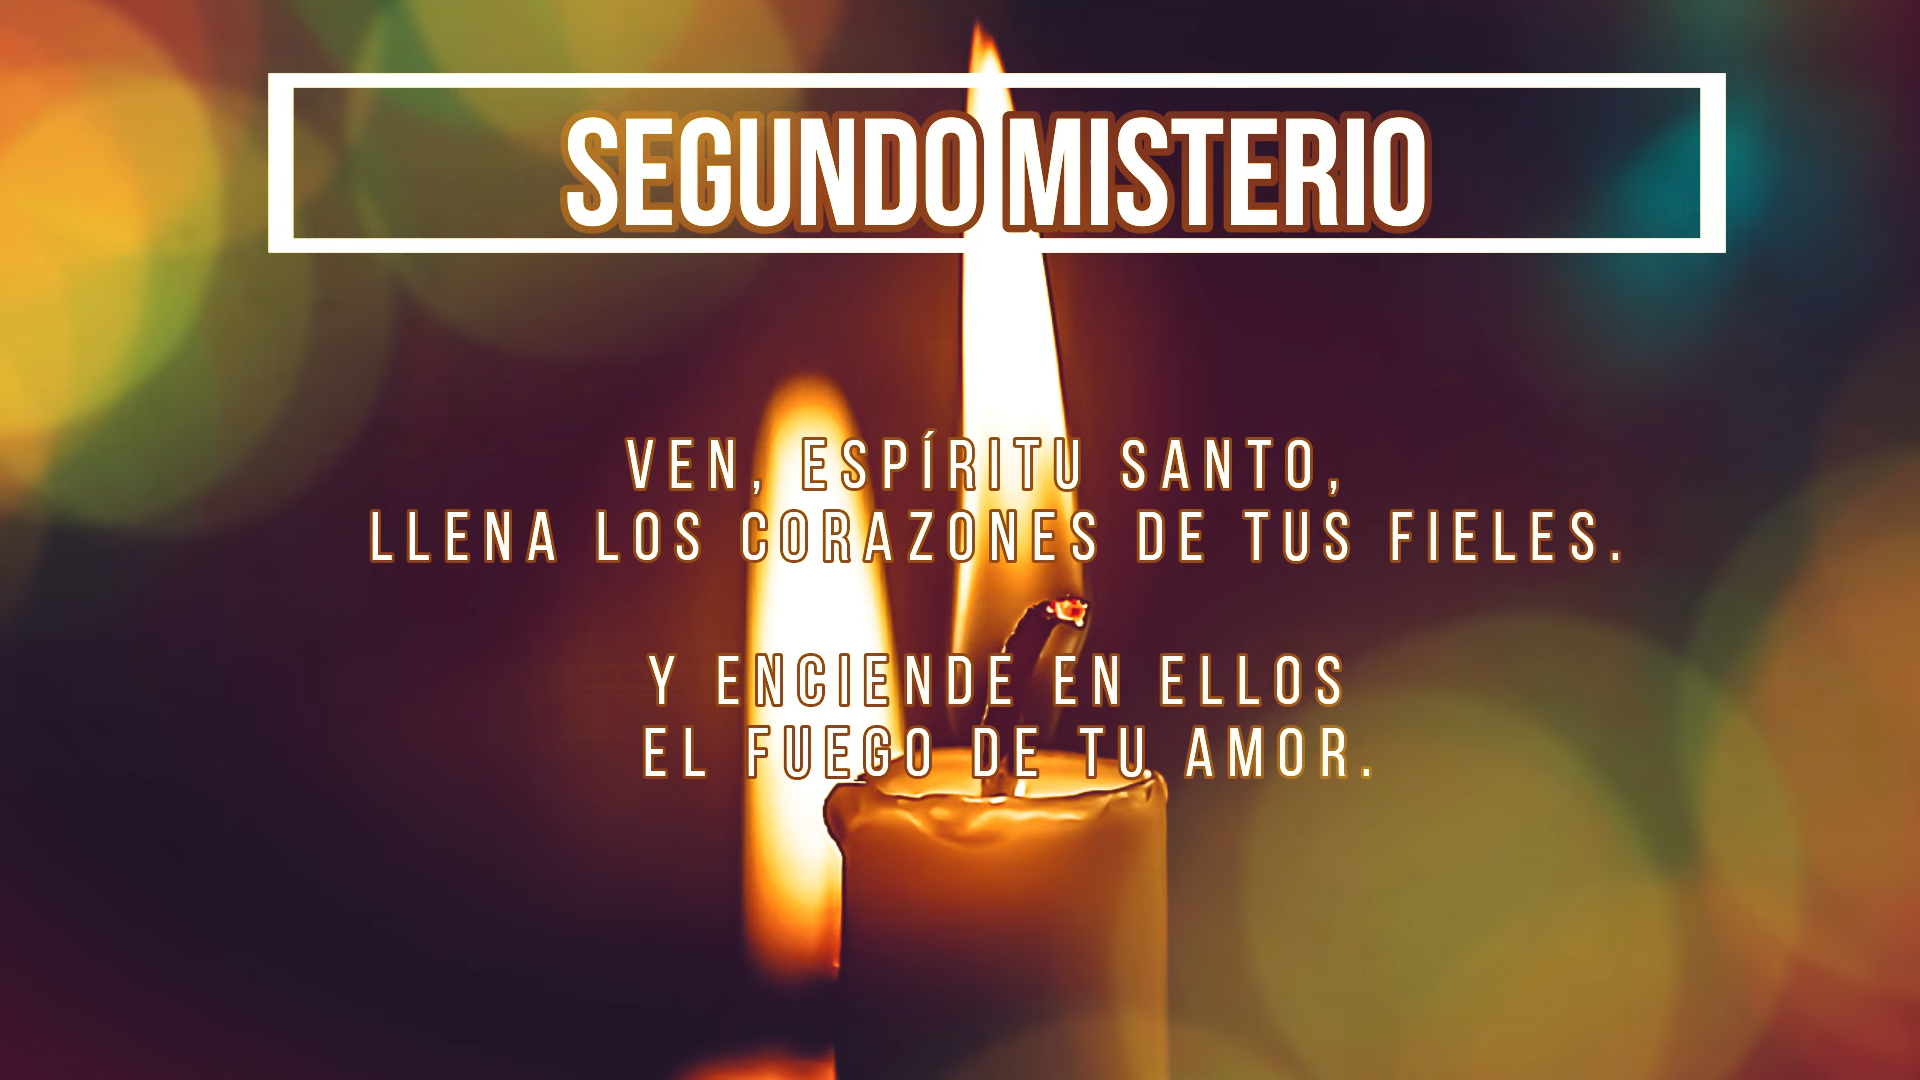 SEGUNDO MISTERIO
VEN, ESPÍRITU SANTO,
LLENA LOS CORAZONES DE TUS FIELES.
Y ENCIENDE EN ELLOS
EL FUEGO DE TU AMOR.